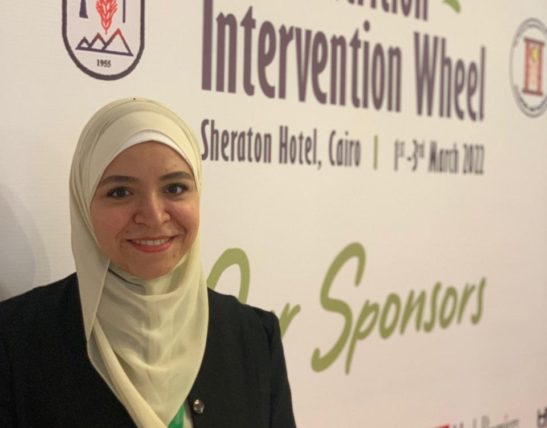 1955
Intervention Wheel
Sheraton Hotel, Cairo | 1st-3rd March 2022
Our Sponsors